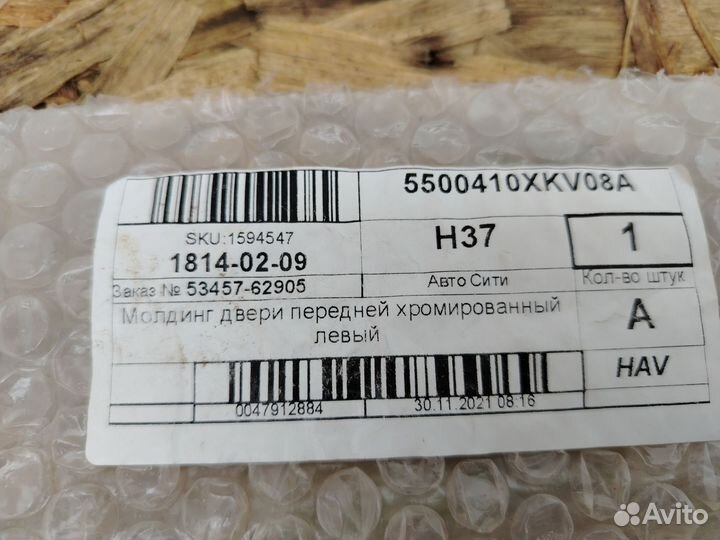 5500410XKV08A
SKU:1594547
H37
1
1814-02-09
Заказ № 53457-62905
Авто Сити
Кол-во штук
Молдинг двери передней хромированный
левый
A
HAV
0047912884
30.11.2021 08:16
Avito